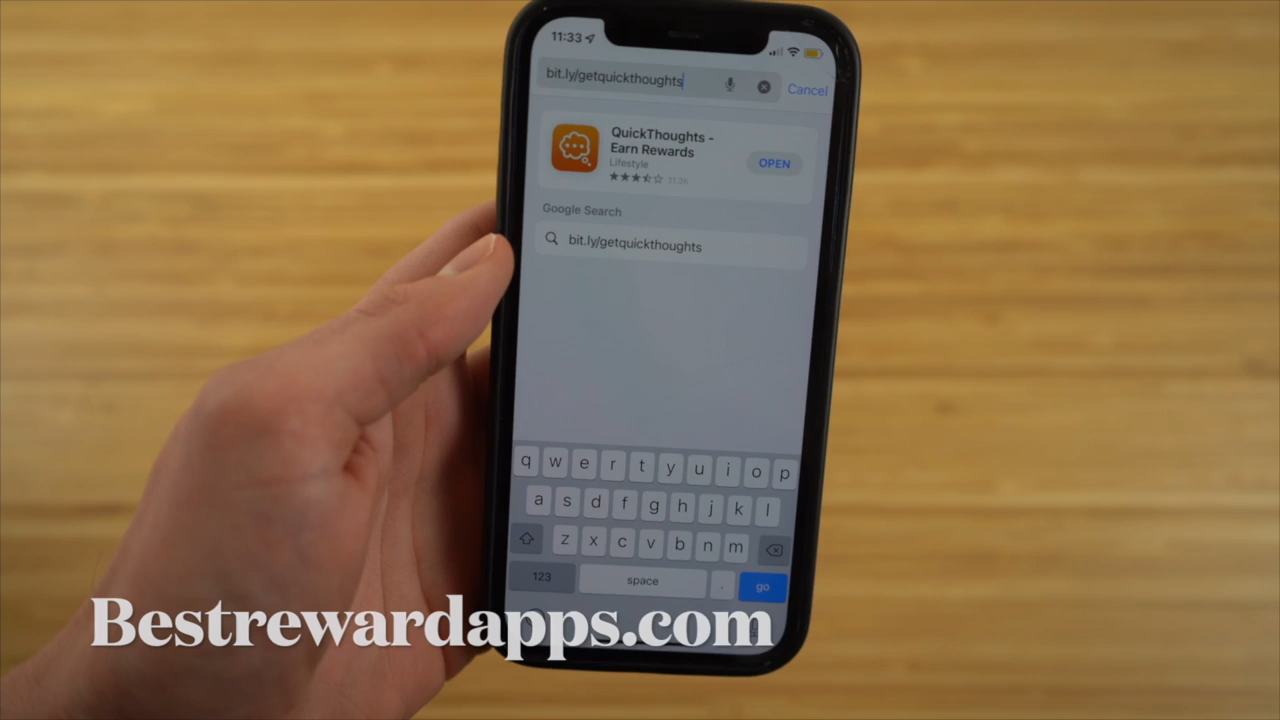 11:33
bit.ly/getquickthoughts
Cancel
QuickThoughts -
Earn Rewards
Lifestyle
OPEN
Google Search
bit.ly/getquickthoughts
q w e r t y u i o p
a s d f g h j k l
z x c v b n m
123 space . go
Bestrewardapps.com